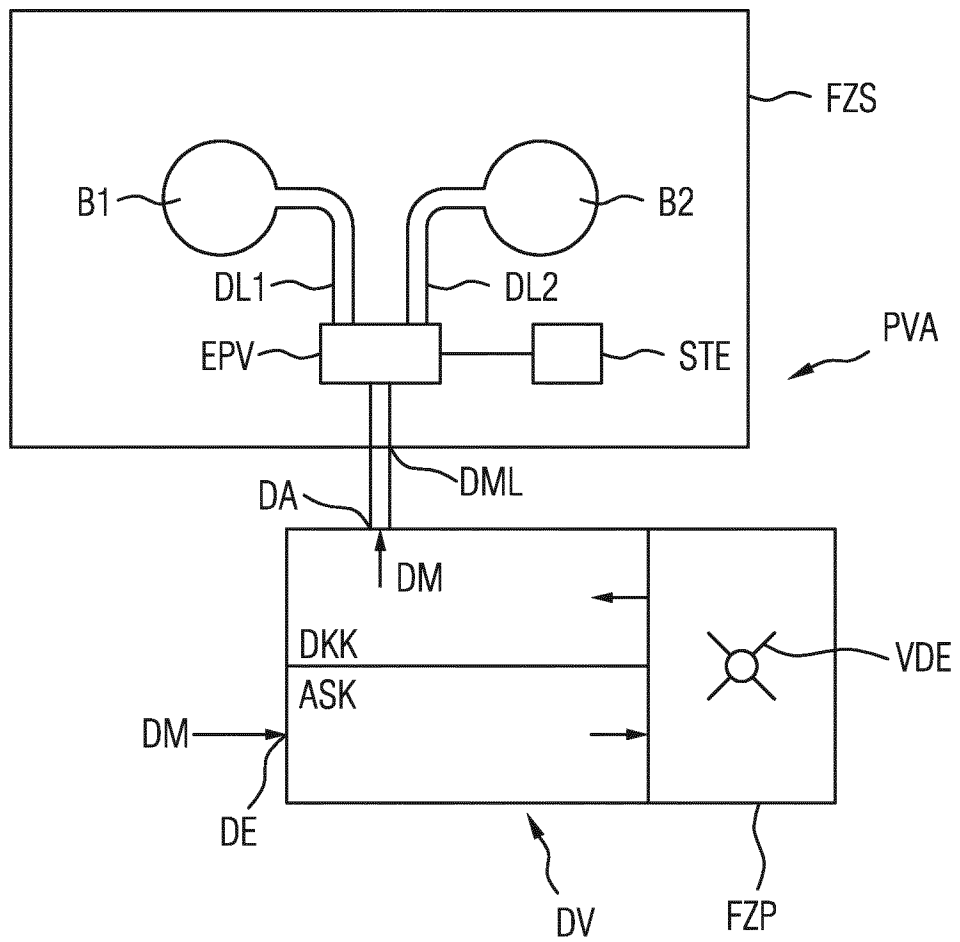 FZS
B1
B2
DL1
DL2
EPV
STE
PVA
DA
DML
DM
DKK
ASK
VDE
DM
DE
DV
FZP